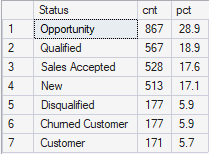 Status cnt pct
1 Opportunity 867 28.9
2 Qualified 567 18.9
3 Sales Accepted 528 17.6
4 New 513 17.1
5 Disqualified 177 5.9
6 Churned Customer 177 5.9
7 Customer 171 5.7